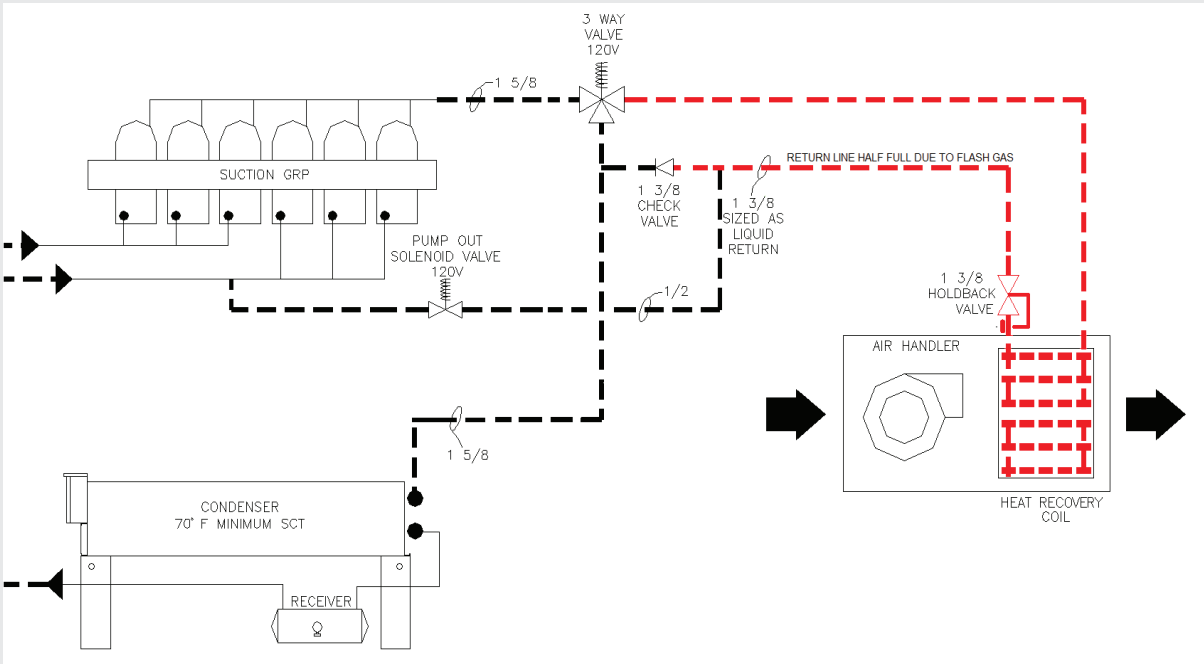 3 WAY
VALVE
120V
1 5/8
RETURN LINE HALF FULL DUE TO FLASH GAS
SUCTION GRP
1 3/8
CHECK
VALVE
1 3/8
SIZED AS
LIQUID
RETURN
PUMP OUT
SOLENOID VALVE
120V
1/2
1 3/8
HOLDBACK
VALVE
AIR HANDLER
1 5/8
HEAT RECOVERY
COIL
CONDENSER
70° F MINIMUM SCT
RECEIVER